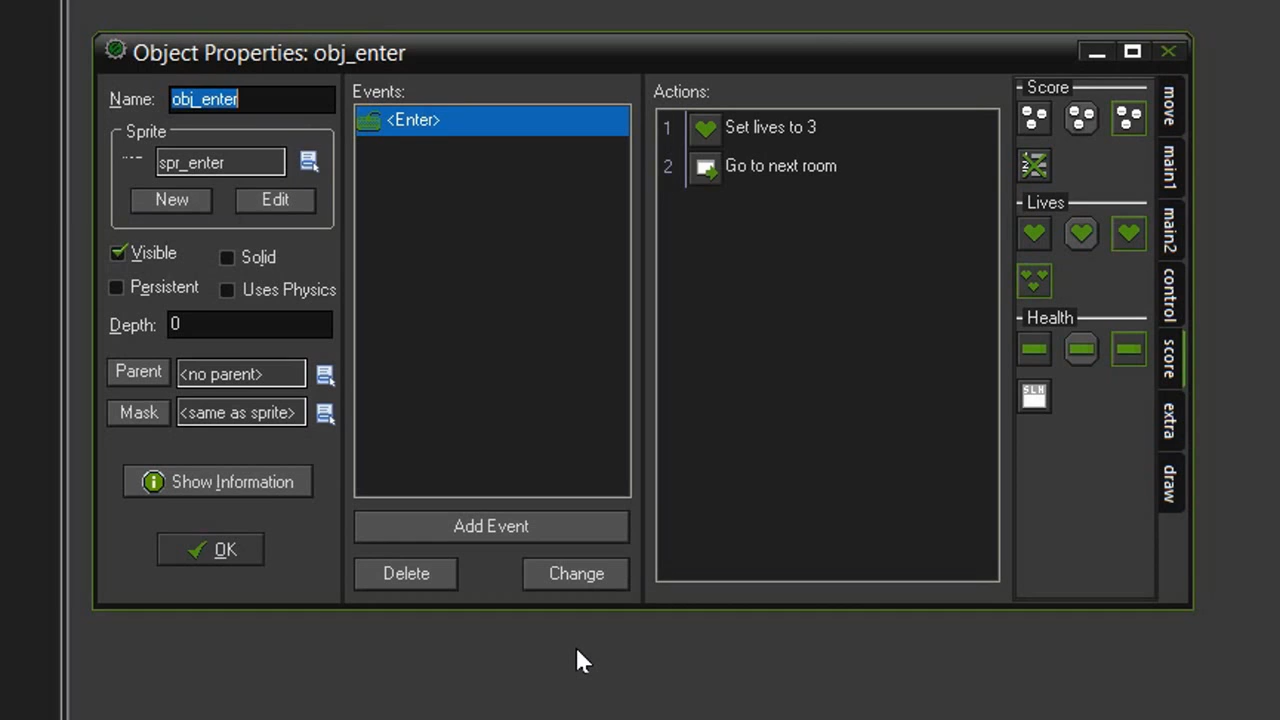 Object Properties: obj_enter
Name: obj_enter
Sprite
spr_enter
New Edit
Visible Solid
Persistent Uses Physics
Depth: 0
Parent <no parent>
Mask <same as sprite>
Show Information
OK
Events:
<Enter>
Add Event
Delete Change
Actions:
1 Set lives to 3
2 Go to next room
Score
Lives
Health
SLH
move
main1
main2
control
score
extra
draw